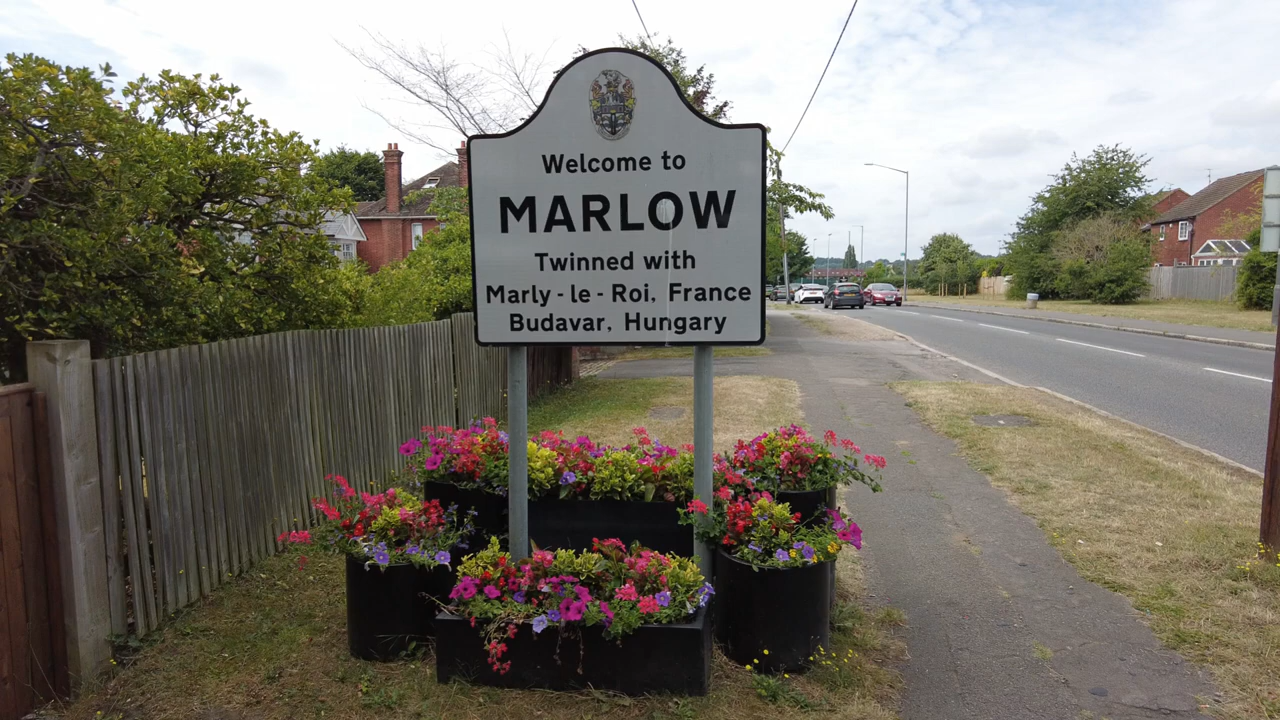 Welcome to
MARLOW
Twinned with
Marly - le - Roi, France
Budavar, Hungary